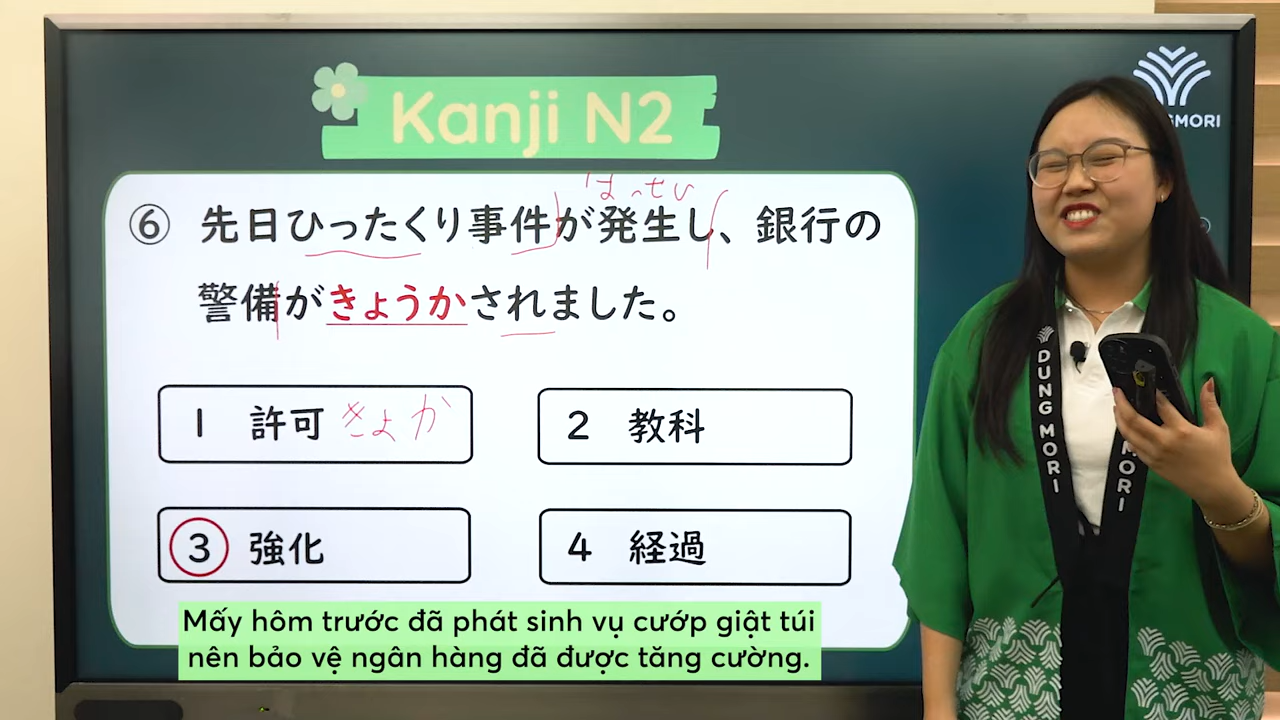 Kanji N2
はっせい
⑥ 先日ひったくり事件が発生し、銀行の
警備がきょうかされました。
1 許可 きょか
2 教科
3 強化
4 経過
Mấy hôm trước đã phát sinh vụ cướp giật túi
nên bảo vệ ngân hàng đã được tăng cường.
DUNG MORI
MORI
GMORI